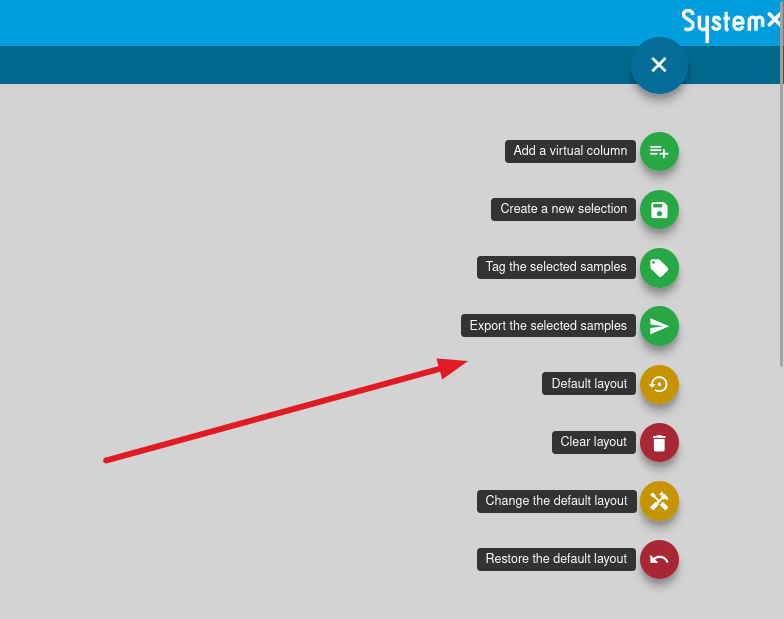 SystemX
Add a virtual column
Create a new selection
Tag the selected samples
Export the selected samples
Default layout
Clear layout
Change the default layout
Restore the default layout